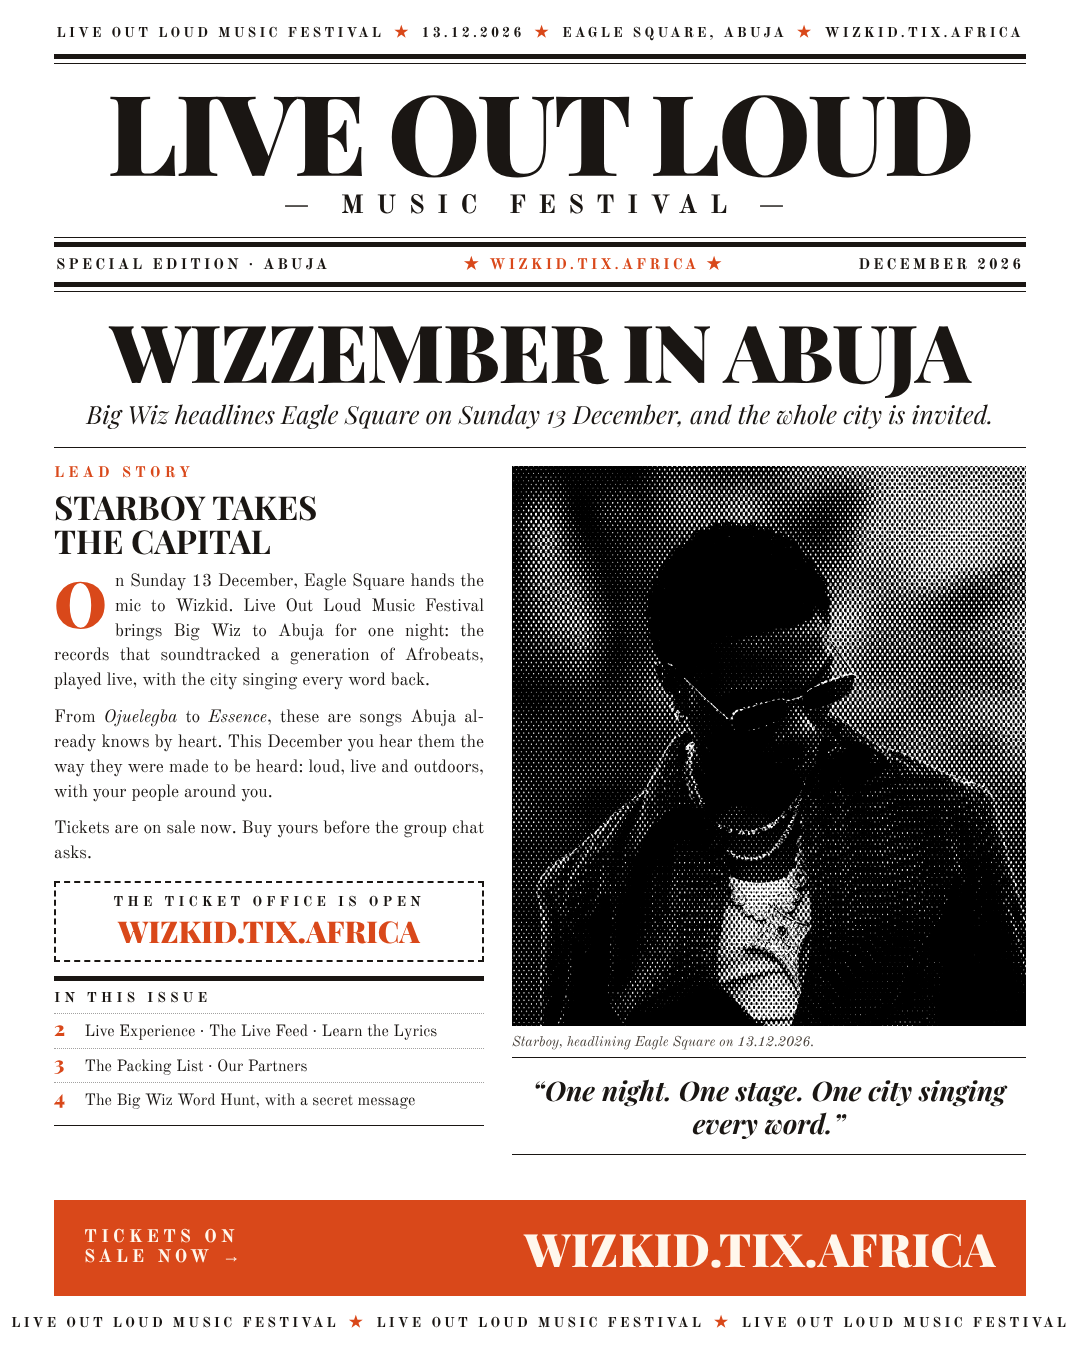 LIVE OUT LOUD MUSIC FESTIVAL ★ 13.12.2026 ★ EAGLE SQUARE, ABUJA ★ WIZKID.TIX.AFRICA
LIVE OUT LOUD
— MUSIC FESTIVAL —
SPECIAL EDITION · ABUJA ★ WIZKID.TIX.AFRICA ★ DECEMBER 2026
WIZZEMBER IN ABUJA
Big Wiz headlines Eagle Square on Sunday 13 December, and the whole city is invited.
LEAD STORY
STARBOY TAKES
THE CAPITAL
On Sunday 13 December, Eagle Square hands the
mic to Wizkid. Live Out Loud Music Festival
brings Big Wiz to Abuja for one night: the
records that soundtracked a generation of Afrobeats,
played live, with the city singing every word back.
From Ojuelegba to Essence, these are songs Abuja al-
ready knows by heart. This December you hear them the
way they were made to be heard: loud, live and outdoors,
with your people around you.
Tickets are on sale now. Buy yours before the group chat
asks.
THE TICKET OFFICE IS OPEN
WIZKID.TIX.AFRICA
IN THIS ISSUE
2 Live Experience · The Live Feed · Learn the Lyrics
3 The Packing List · Our Partners
4 The Big Wiz Word Hunt, with a secret message
Starboy, headlining Eagle Square on 13.12.2026.
“One night. One stage. One city singing
every word.”
TICKETS ON
SALE NOW →
WIZKID.TIX.AFRICA
LIVE OUT LOUD MUSIC FESTIVAL ★ LIVE OUT LOUD MUSIC FESTIVAL ★ LIVE OUT LOUD MUSIC FESTIVAL